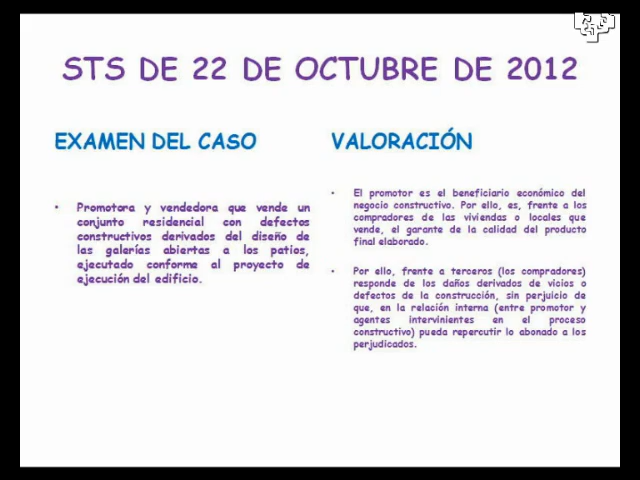 STS DE 22 DE OCTUBRE DE 2012
EXAMEN DEL CASO
• Promotora y vendedora que vende un
conjunto residencial con defectos
constructivos derivados del diseño de
las galerías abiertas a los patios,
ejecutado conforme al proyecto de
ejecución del edificio.
VALORACIÓN
• El promotor es el beneficiario económico del
negocio constructivo. Por ello, es, frente a los
compradores de las viviendas o locales que
vende, el garante de la calidad del producto
final elaborado.
• Por ello, frente a terceros (los compradores)
responde de los daños derivados de vicios o
defectos de la construcción, sin perjuicio de
que, en la relación interna (entre promotor y
agentes intervinientes en el proceso
constructivo) pueda repercutir lo abonado a los
perjudicados.